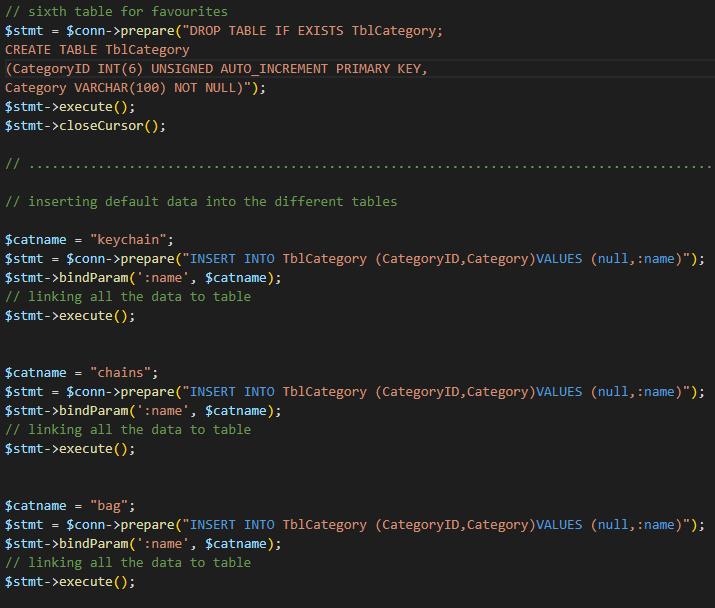 // sixth table for favourites
$stmt = $conn->prepare("DROP TABLE IF EXISTS TblCategory;
CREATE TABLE TblCategory
(CategoryID INT(6) UNSIGNED AUTO_INCREMENT PRIMARY KEY,
Category VARCHAR(100) NOT NULL)");
$stmt->execute();
$stmt->closeCursor();
// .........................................................................................
// inserting default data into the different tables
$catname = "keychain";
$stmt = $conn->prepare("INSERT INTO TblCategory (CategoryID,Category)VALUES (null,:name)");
$stmt->bindParam(':name', $catname);
// linking all the data to table
$stmt->execute();
$catname = "chains";
$stmt = $conn->prepare("INSERT INTO TblCategory (CategoryID,Category)VALUES (null,:name)");
$stmt->bindParam(':name', $catname);
// linking all the data to table
$stmt->execute();
$catname = "bag";
$stmt = $conn->prepare("INSERT INTO TblCategory (CategoryID,Category)VALUES (null,:name)");
$stmt->bindParam(':name', $catname);
// linking all the data to table
$stmt->execute();